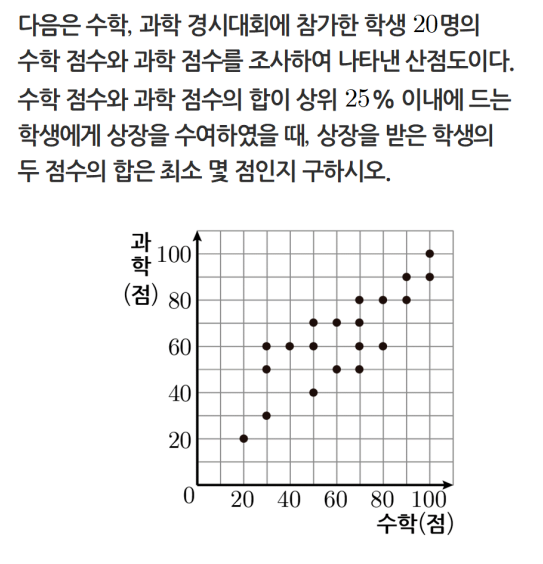 다음은 수학, 과학 경시대회에 참가한 학생 20명의
수학 점수와 과학 점수를 조사하여 나타낸 산점도이다.
수학 점수와 과학 점수의 합이 상위 25% 이내에 드는
학생에게 상장을 수여하였을 때, 상장을 받은 학생의
두 점수의 합은 최소 몇 점인지 구하시오.
과
학
(점)
100
80
60
40
20
0
20 40 60 80 100
수학(점)